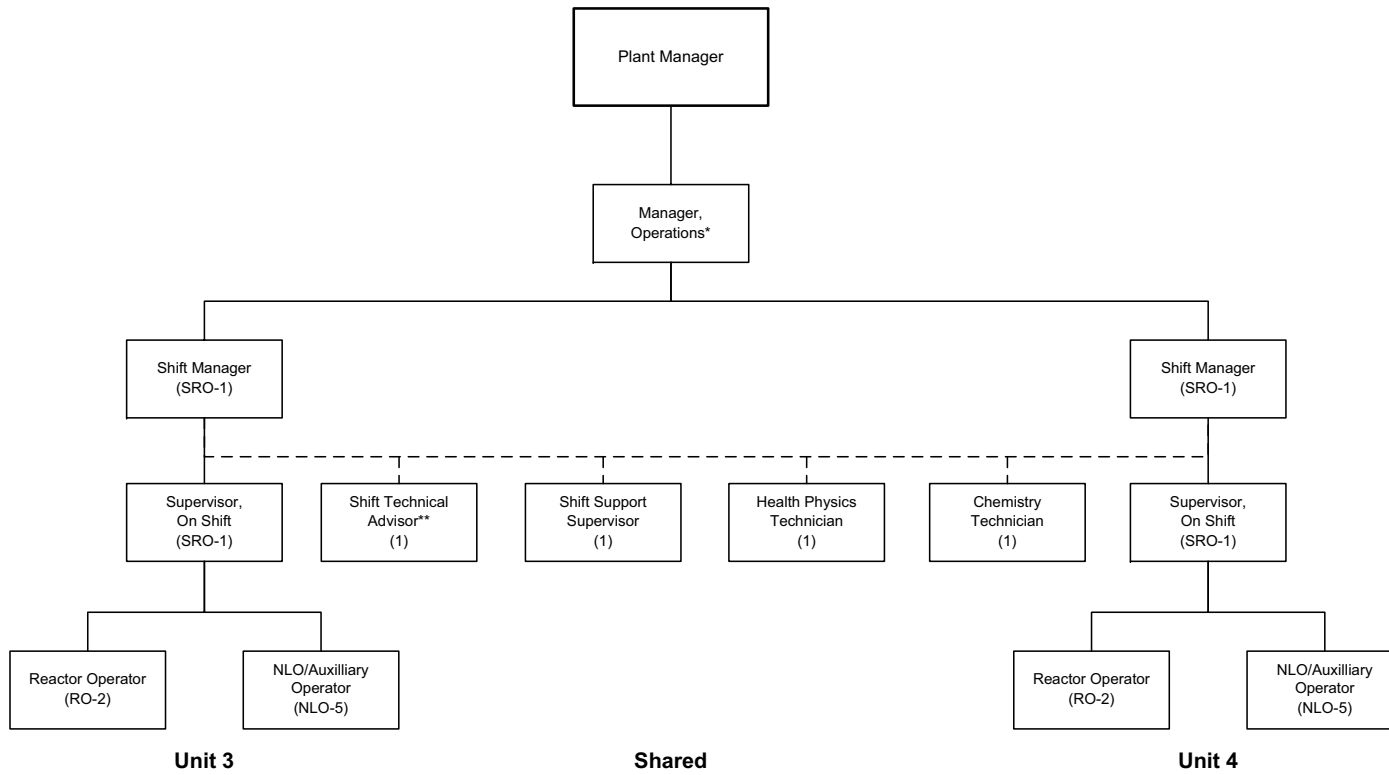 Plant Manager
Manager,
Operations*
Shift Manager
(SRO-1)
Shift Manager
(SRO-1)
Supervisor,
On Shift
(SRO-1)
Shift Technical
Advisor**
(1)
Shift Support
Supervisor
(1)
Health Physics
Technician
(1)
Chemistry
Technician
(1)
Supervisor,
On Shift
(SRO-1)
Reactor Operator
(RO-2)
NLO/Auxilliary
Operator
(NLO-5)
Reactor Operator
(RO-2)
NLO/Auxilliary
Operator
(NLO-5)
Unit 3
Shared
Unit 4